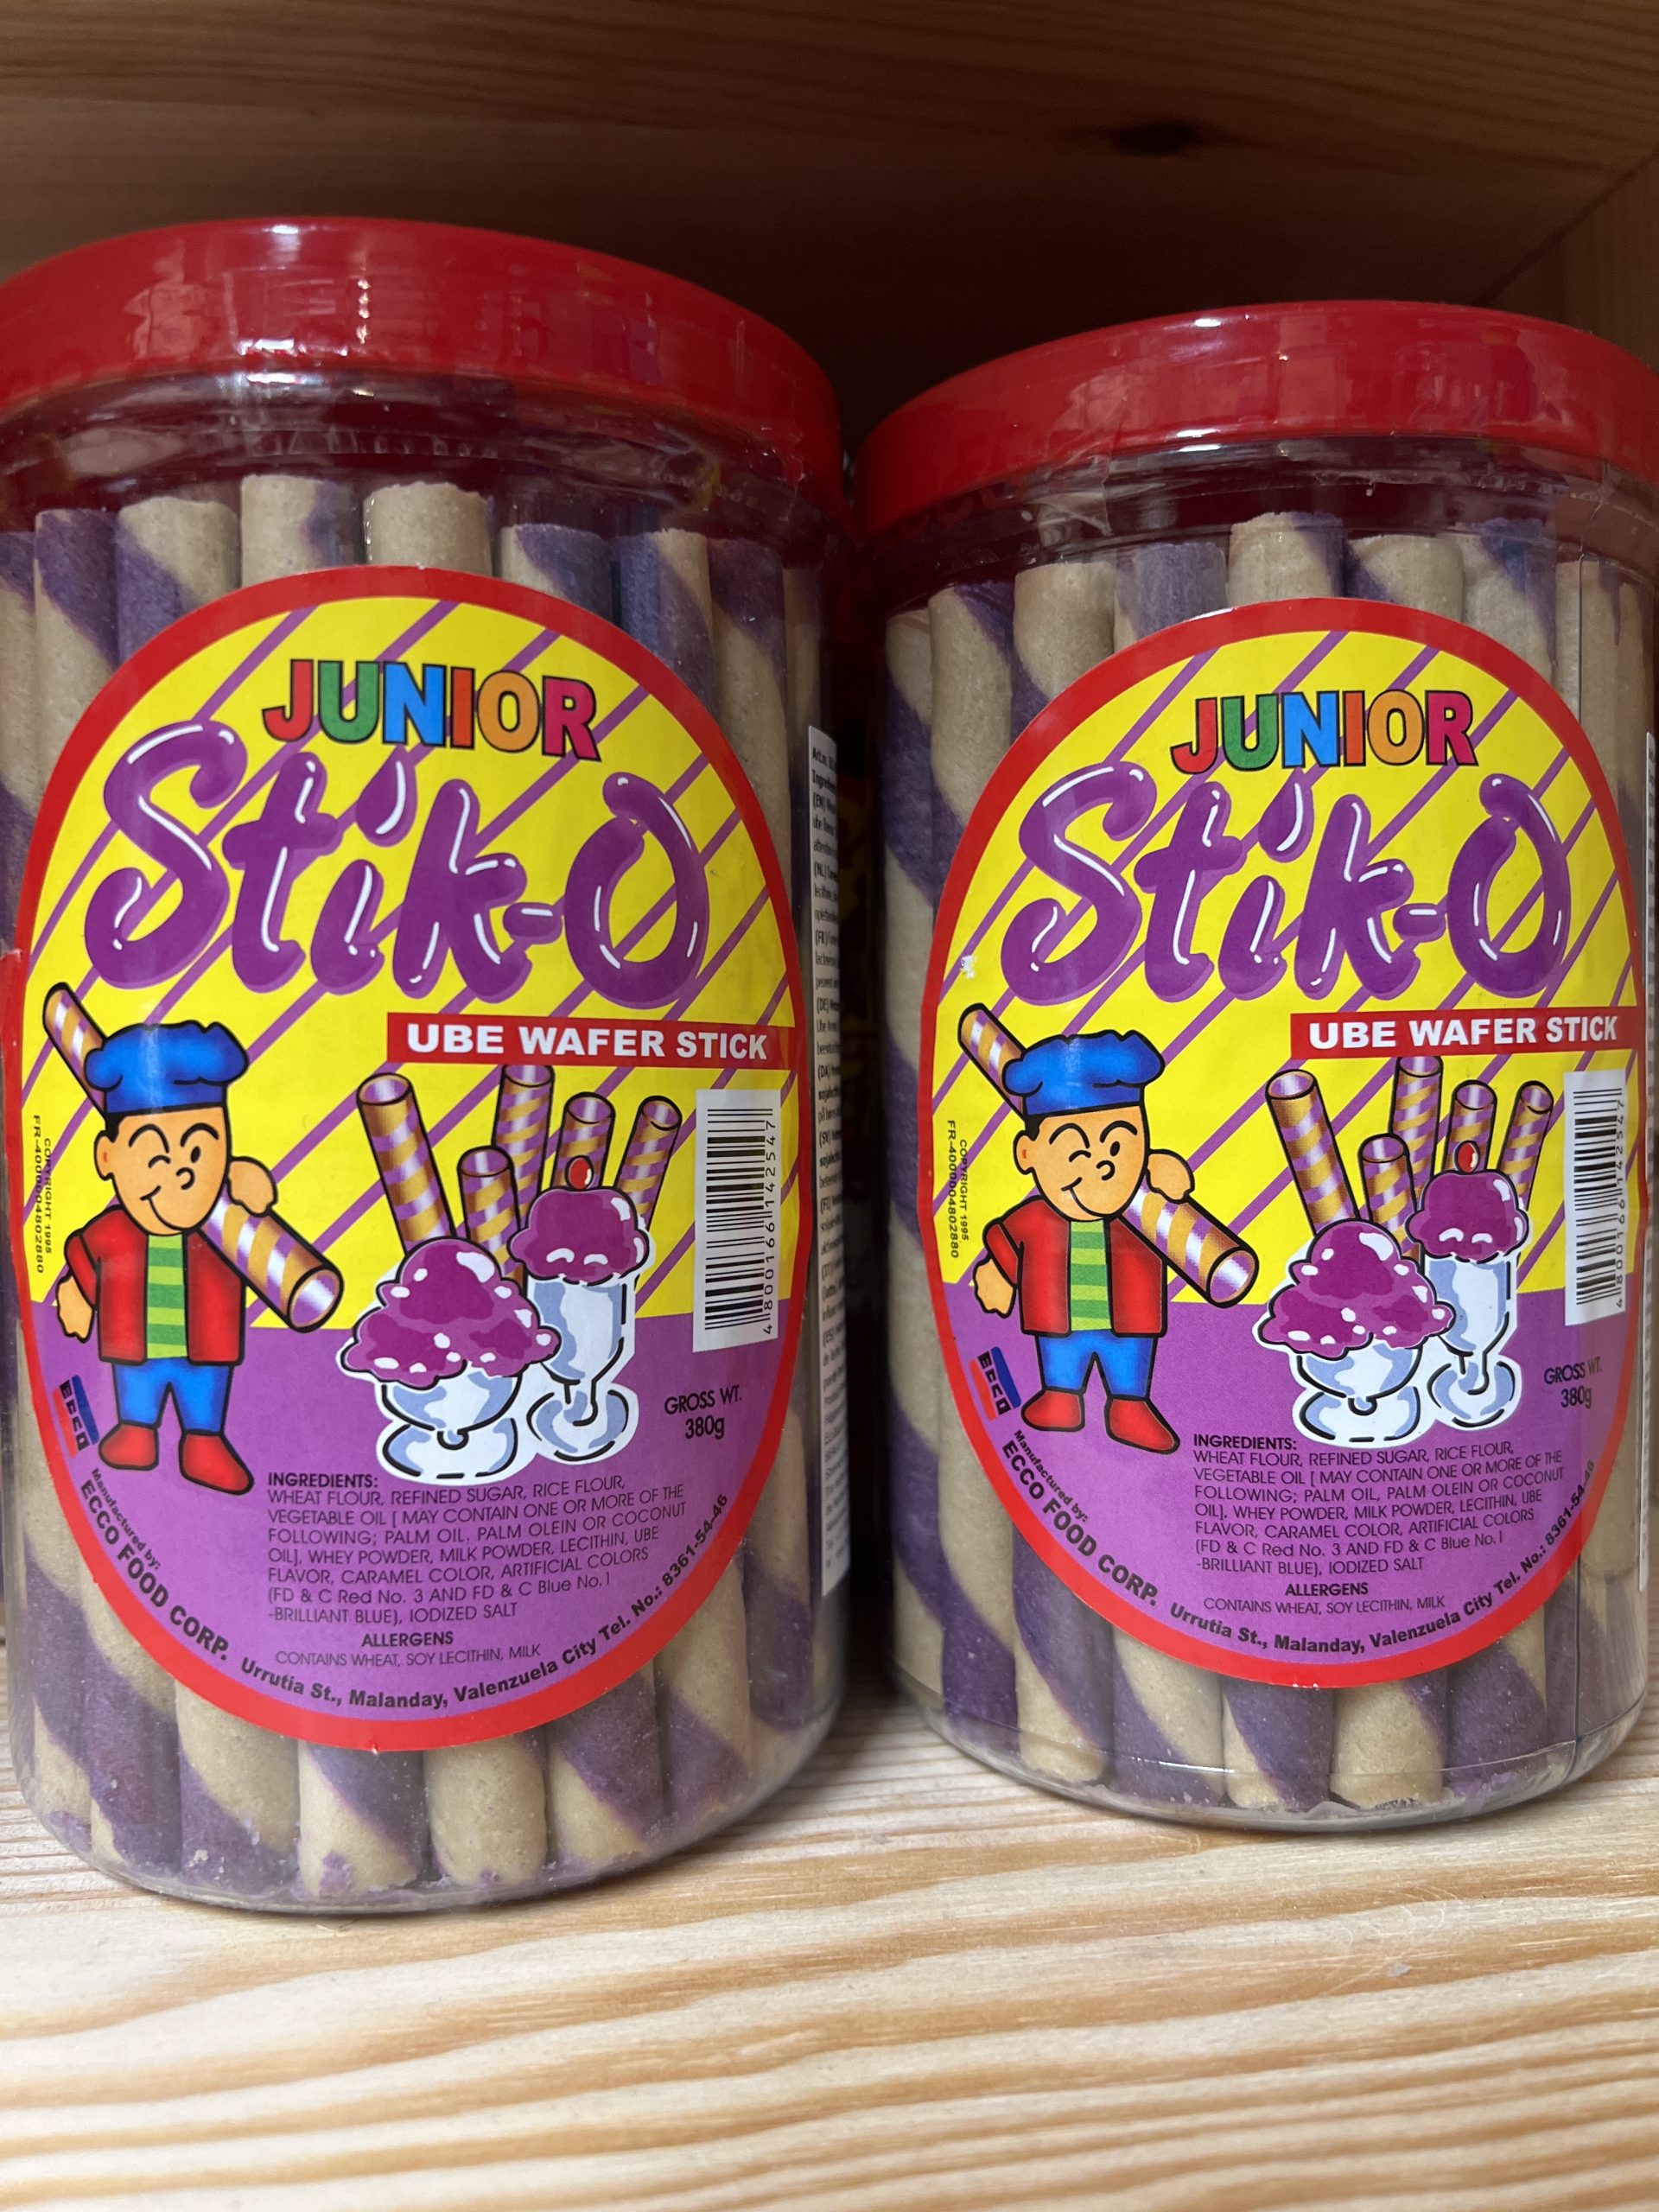 JUNIOR
Stik-O
UBE WAFER STICK
COPYRIGHT 1995
FR-4000004802880
4800166142547
ECCO
GROSS WT.
380g
INGREDIENTS:
WHEAT FLOUR, REFINED SUGAR, RICE FLOUR,
VEGETABLE OIL [ MAY CONTAIN ONE OR MORE OF THE
FOLLOWING; PALM OIL, PALM OLEIN OR COCONUT
OIL], WHEY POWDER, MILK POWDER, LECITHIN, UBE
FLAVOR, CARAMEL COLOR, ARTIFICIAL COLORS
(FD & C Red No. 3 AND FD & C Blue No.1
-BRILLIANT BLUE), IODIZED SALT
ALLERGENS
CONTAINS WHEAT, SOY LECITHIN, MILK
Manufactured by:
ECCO FOOD CORP. Urrutia St., Malanday, Valenzuela City Tel. No.: 8361-54-46
JUNIOR
Stik-O
UBE WAFER STICK
COPYRIGHT 1995
FR-4000004802880
4800166142547
ECCO
GROSS WT.
380g
INGREDIENTS:
WHEAT FLOUR, REFINED SUGAR, RICE FLOUR,
VEGETABLE OIL [ MAY CONTAIN ONE OR MORE OF THE
FOLLOWING; PALM OIL, PALM OLEIN OR COCONUT
OIL], WHEY POWDER, MILK POWDER, LECITHIN, UBE
FLAVOR, CARAMEL COLOR, ARTIFICIAL COLORS
(FD & C Red No. 3 AND FD & C Blue No.1
-BRILLIANT BLUE), IODIZED SALT
ALLERGENS
CONTAINS WHEAT, SOY LECITHIN, MILK
Manufactured by:
ECCO FOOD CORP. Urrutia St., Malanday, Valenzuela City Tel. No.: 8361-54-46